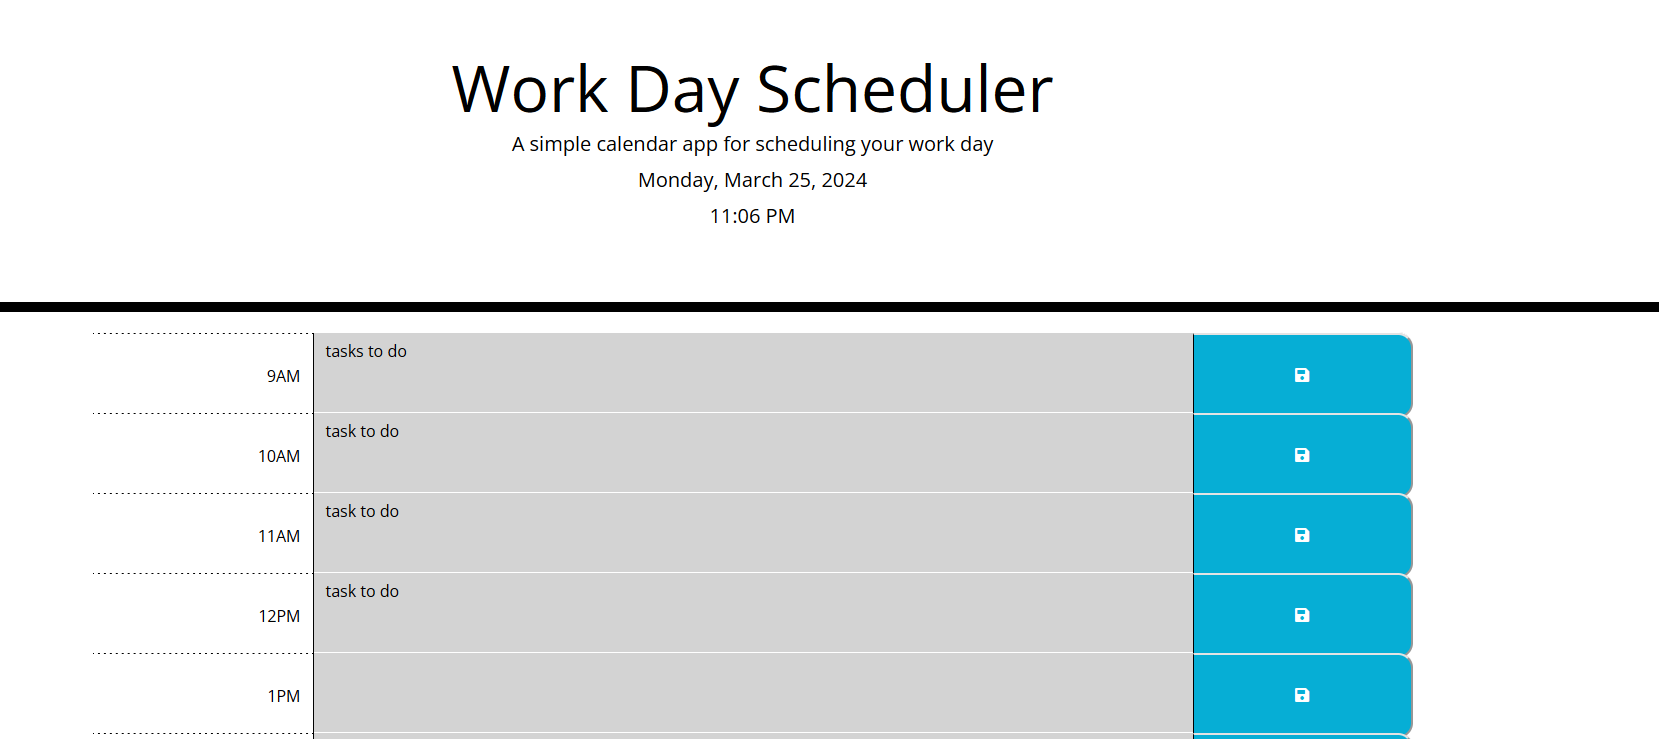 Work Day Scheduler
A simple calendar app for scheduling your work day
Monday, March 25, 2024
11:06 PM
9AM
tasks to do
10AM
task to do
11AM
task to do
12PM
task to do
1PM